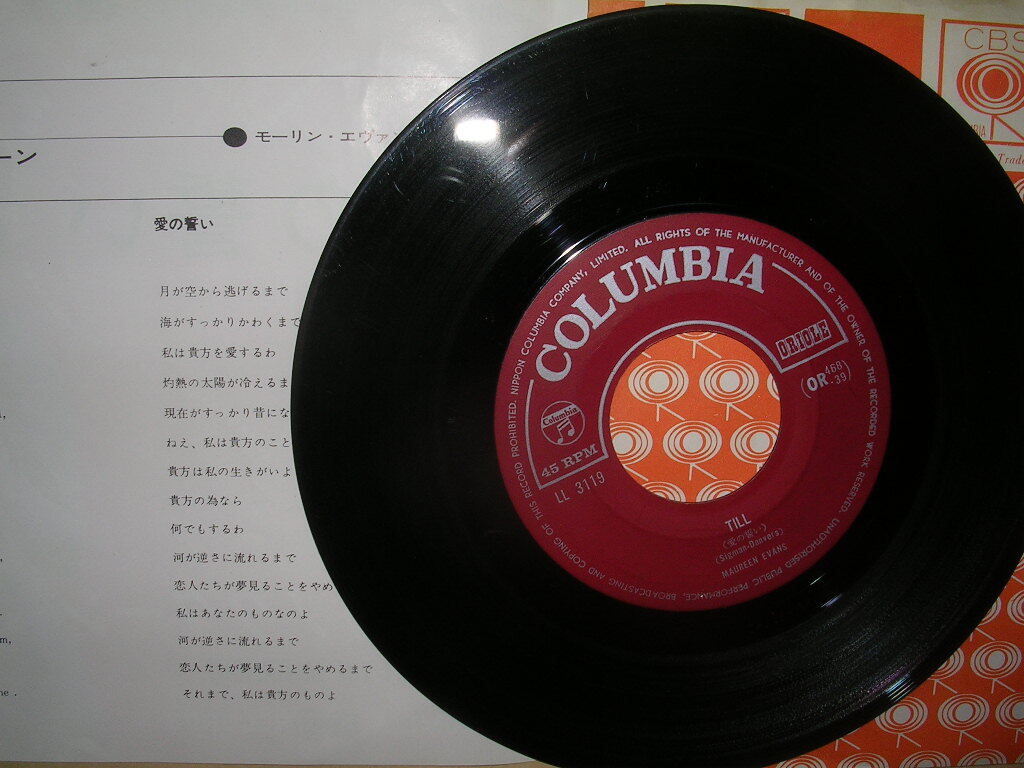 モーリン・エヴァン
ーン
愛の誓い
月が空から逃げるまで
海がすっかりかわくまで
私は貴方を愛するわ
灼熱の太陽が冷えるま
現在がすっかり昔にな
ねえ、私は貴方のこと
貴方は私の生きがいよ
貴方の為なら
何でもするわ
河が逆さに流れるまで
恋人たちが夢見ることをやめ
私はあなたのものなのよ
河が逆さに流れるまで
恋人たちが夢見ることをやめるまで
それまで、私は貴方のものよ
m,
ne .
CBS
Trade
NIPPON COLUMBIA COMPANY, LIMITED. ALL RIGHTS OF THE MANUFACTURER AND OF THE OWNER OF THE RECORDED WORK RESERVED. UNAUTHORISED PUBLIC PERFORMANCE, BROADCASTING AND COPYING OF THIS RECORD PROHIBITED.
COLUMBIA
ORIOLE
(OR 468-39)
Columbia
45 RPM
LL 3119
TILL
(愛の誓い)
(Sigman-Danvers)
MAUREEN EVANS